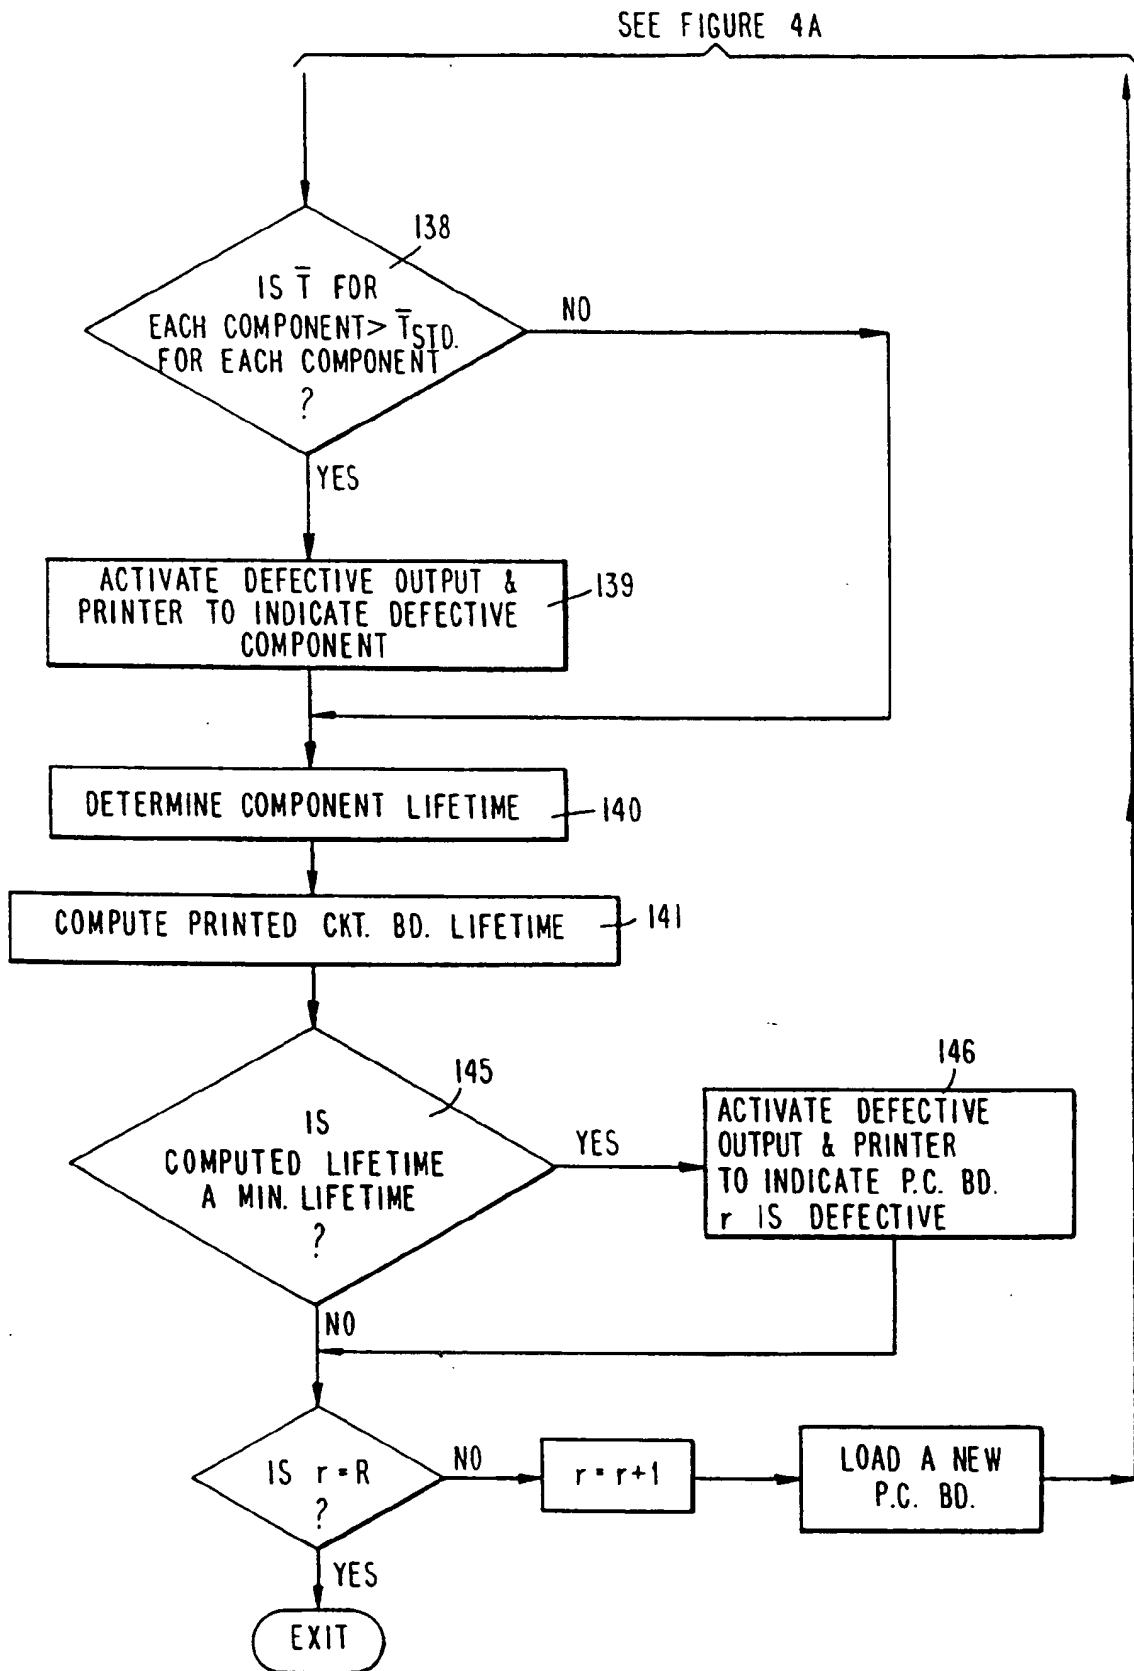 SEE FIGURE 4A
138
IS T̅ FOR
EACH COMPONENT> T̅STD.
FOR EACH COMPONENT
?
NO
YES
ACTIVATE DEFECTIVE OUTPUT &
PRINTER TO INDICATE DEFECTIVE
COMPONENT
139
DETERMINE COMPONENT LIFETIME
140
COMPUTE PRINTED CKT. BD. LIFETIME
141
145
IS
COMPUTED LIFETIME
A MIN. LIFETIME
?
YES
146
ACTIVATE DEFECTIVE
OUTPUT & PRINTER
TO INDICATE P.C. BD.
r IS DEFECTIVE
NO
IS r = R
?
NO
r = r+1
LOAD A NEW
P.C. BD.
YES
EXIT